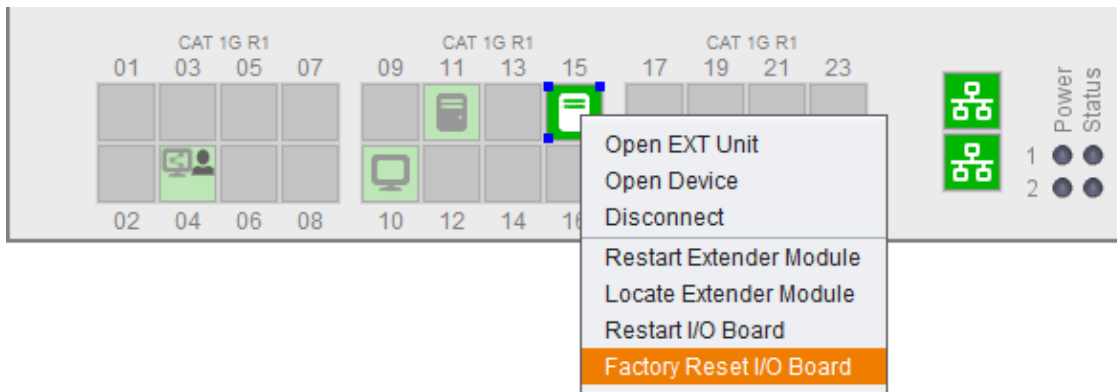 CAT 1G R1 CAT 1G R1 CAT 1G R1
01 03 05 07 09 11 13 15 17 19 21 23
Power
Status
1
2
02 04 06 08 10 12 14
Open EXT Unit
Open Device
Disconnect
Restart Extender Module
Locate Extender Module
Restart I/O Board
Factory Reset I/O Board